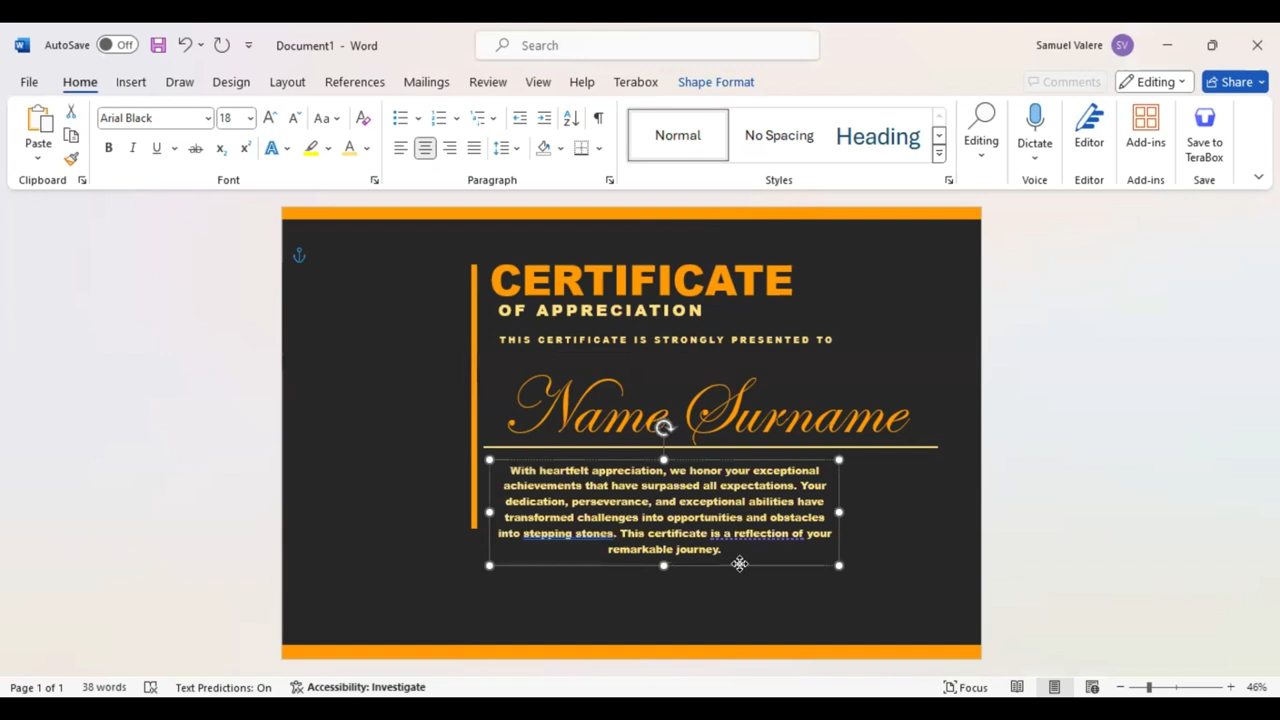 AutoSave Off Document1 - Word Search Samuel Valere SV
File Home Insert Draw Design Layout References Mailings Review View Help Terabox Shape Format Comments Editing Share
Arial Black 18 A A Aa A Normal No Spacing Heading
Paste B I U ab x₂ x² A A Editing Dictate Editor Add-ins Save to TeraBox
Clipboard Font Paragraph Styles Voice Editor Add-ins Save
CERTIFICATE
OF APPRECIATION
THIS CERTIFICATE IS STRONGLY PRESENTED TO
Name Surname
With heartfelt appreciation, we honor your exceptional
achievements that have surpassed all expectations. Your
dedication, perseverance, and exceptional abilities have
transformed challenges into opportunities and obstacles
into stepping stones. This certificate is a reflection of your
remarkable journey.
Page 1 of 1 38 words Text Predictions: On Accessibility: Investigate Focus 46%